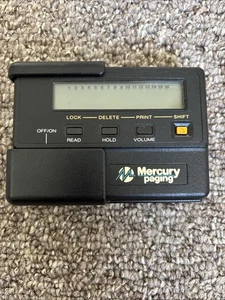 LOCK DELETE PRINT SHIFT
OFF/ON
READ HOLD VOLUME
Mercury
paging